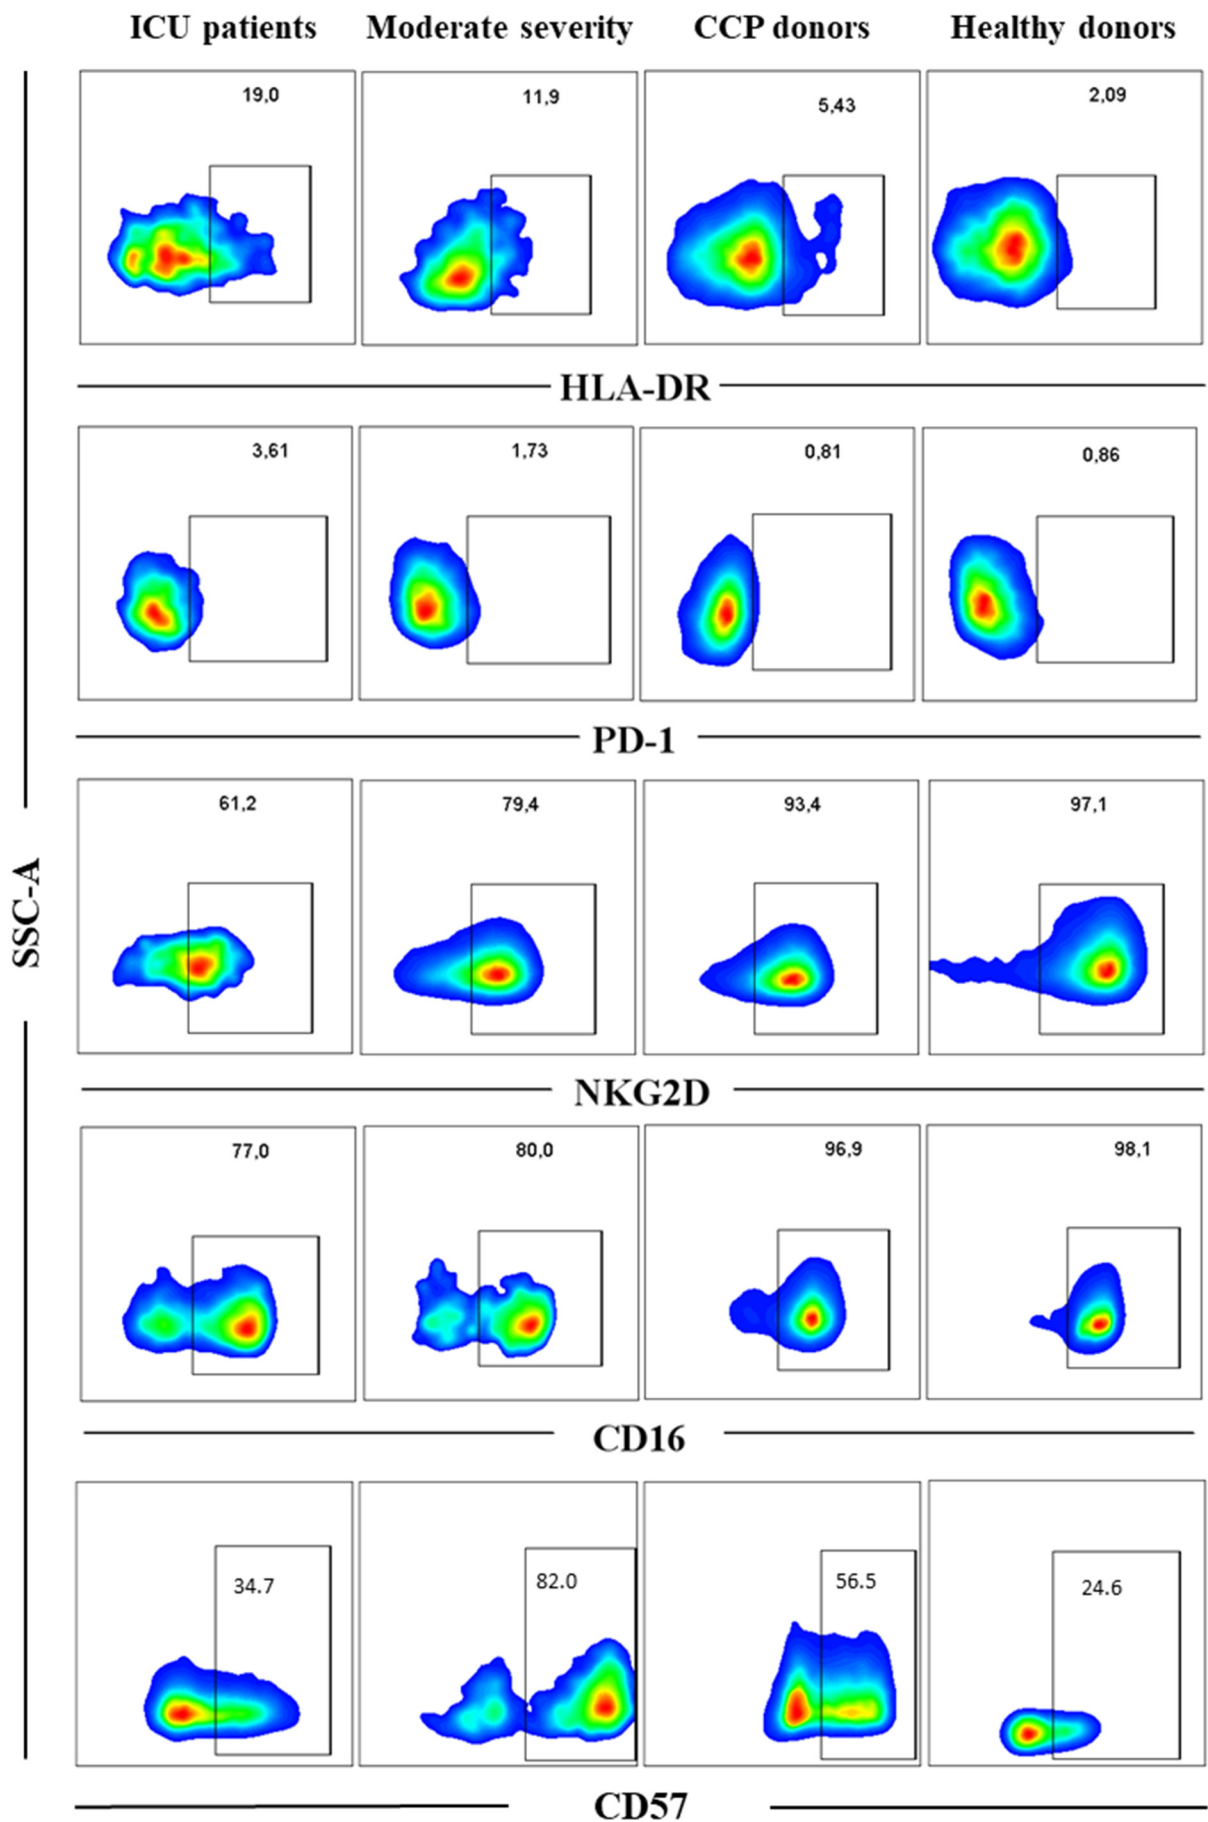 ICU patients Moderate severity CCP donors Healthy donors
19,0 11,9 5,43 2,09
HLA-DR
3,61 1,73 0,81 0,86
PD-1
61,2 79,4 93,4 97,1
SSC-A
NKG2D
77,0 80,0 96,9 98,1
CD16
34.7 82.0 56.5 24.6
CD57